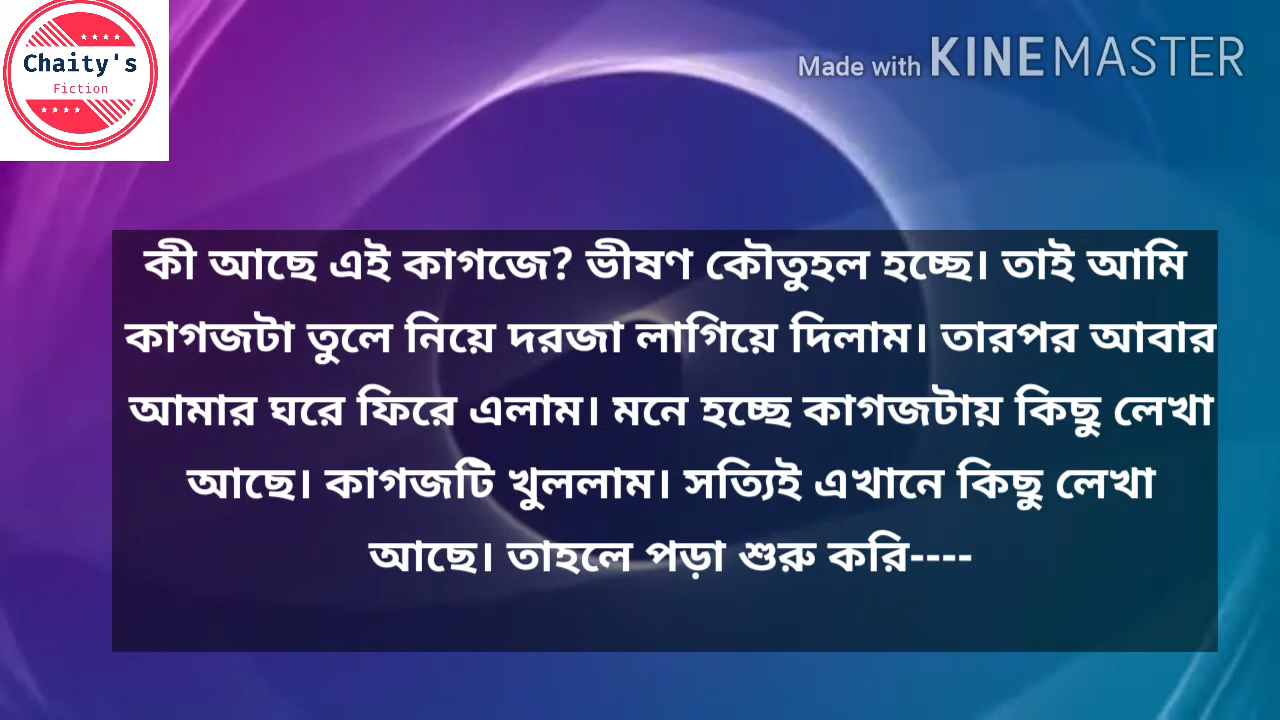 Chaity's
Fiction
Made with KINEMASTER
কী আছে এই কাগজে? ভীষণ কৌতুহল হচ্ছে। তাই আমি
কাগজটা তুলে নিয়ে দরজা লাগিয়ে দিলাম। তারপর আবার
আমার ঘরে ফিরে এলাম। মনে হচ্ছে কাগজটায় কিছু লেখা
আছে। কাগজটি খুললাম। সত্যিই এখানে কিছু লেখা
আছে। তাহলে পড়া শুরু করি----